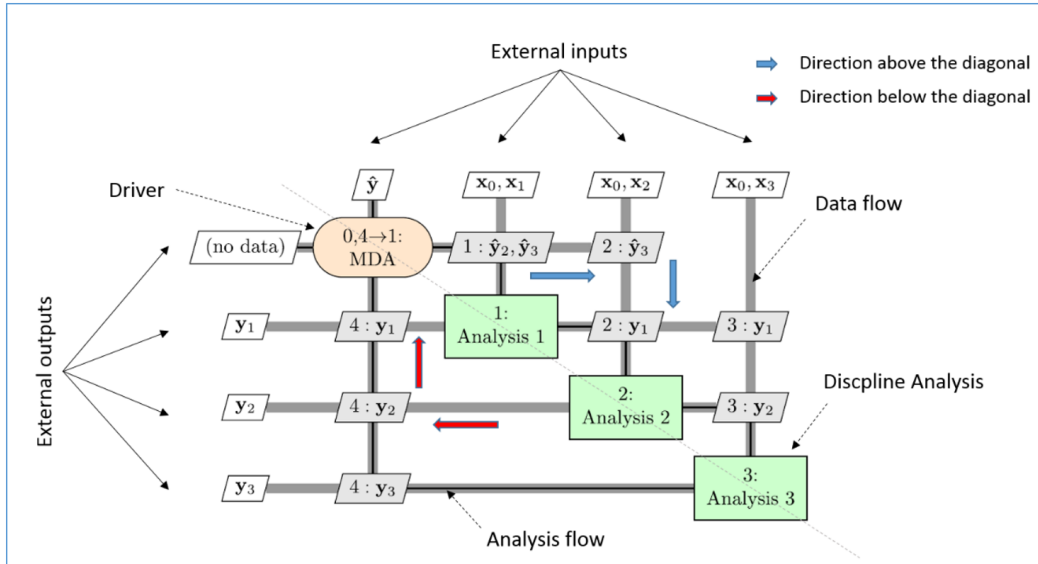 External inputs
Direction above the diagonal
Direction below the diagonal
Driver
ŷ
x₀, x₁
x₀, x₂
x₀, x₃
Data flow
(no data)
0,4→1:
MDA
1 : ŷ₂, ŷ₃
2 : ŷ₃
External outputs
y₁
4 : y₁
1:
Analysis 1
2 : y₁
3 : y₁
Discpline Analysis
y₂
4 : y₂
2:
Analysis 2
3 : y₂
y₃
4 : y₃
3:
Analysis 3
Analysis flow